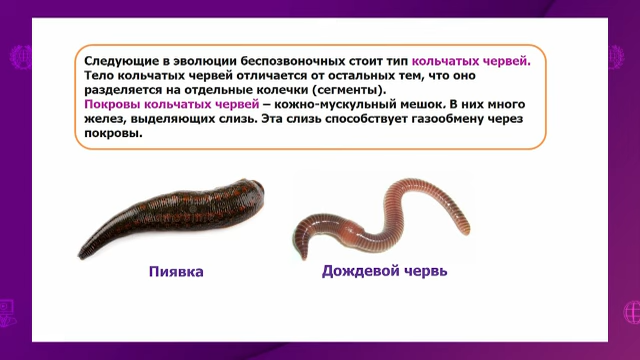 Следующие в эволюции беспозвоночных стоит тип кольчатых червей.
Тело кольчатых червей отличается от остальных тем, что оно
разделяется на отдельные колечки (сегменты).
Покровы кольчатых червей – кожно-мускульный мешок. В них много
желез, выделяющих слизь. Эта слизь способствует газообмену через
покровы.
Пиявка
Дождевой червь